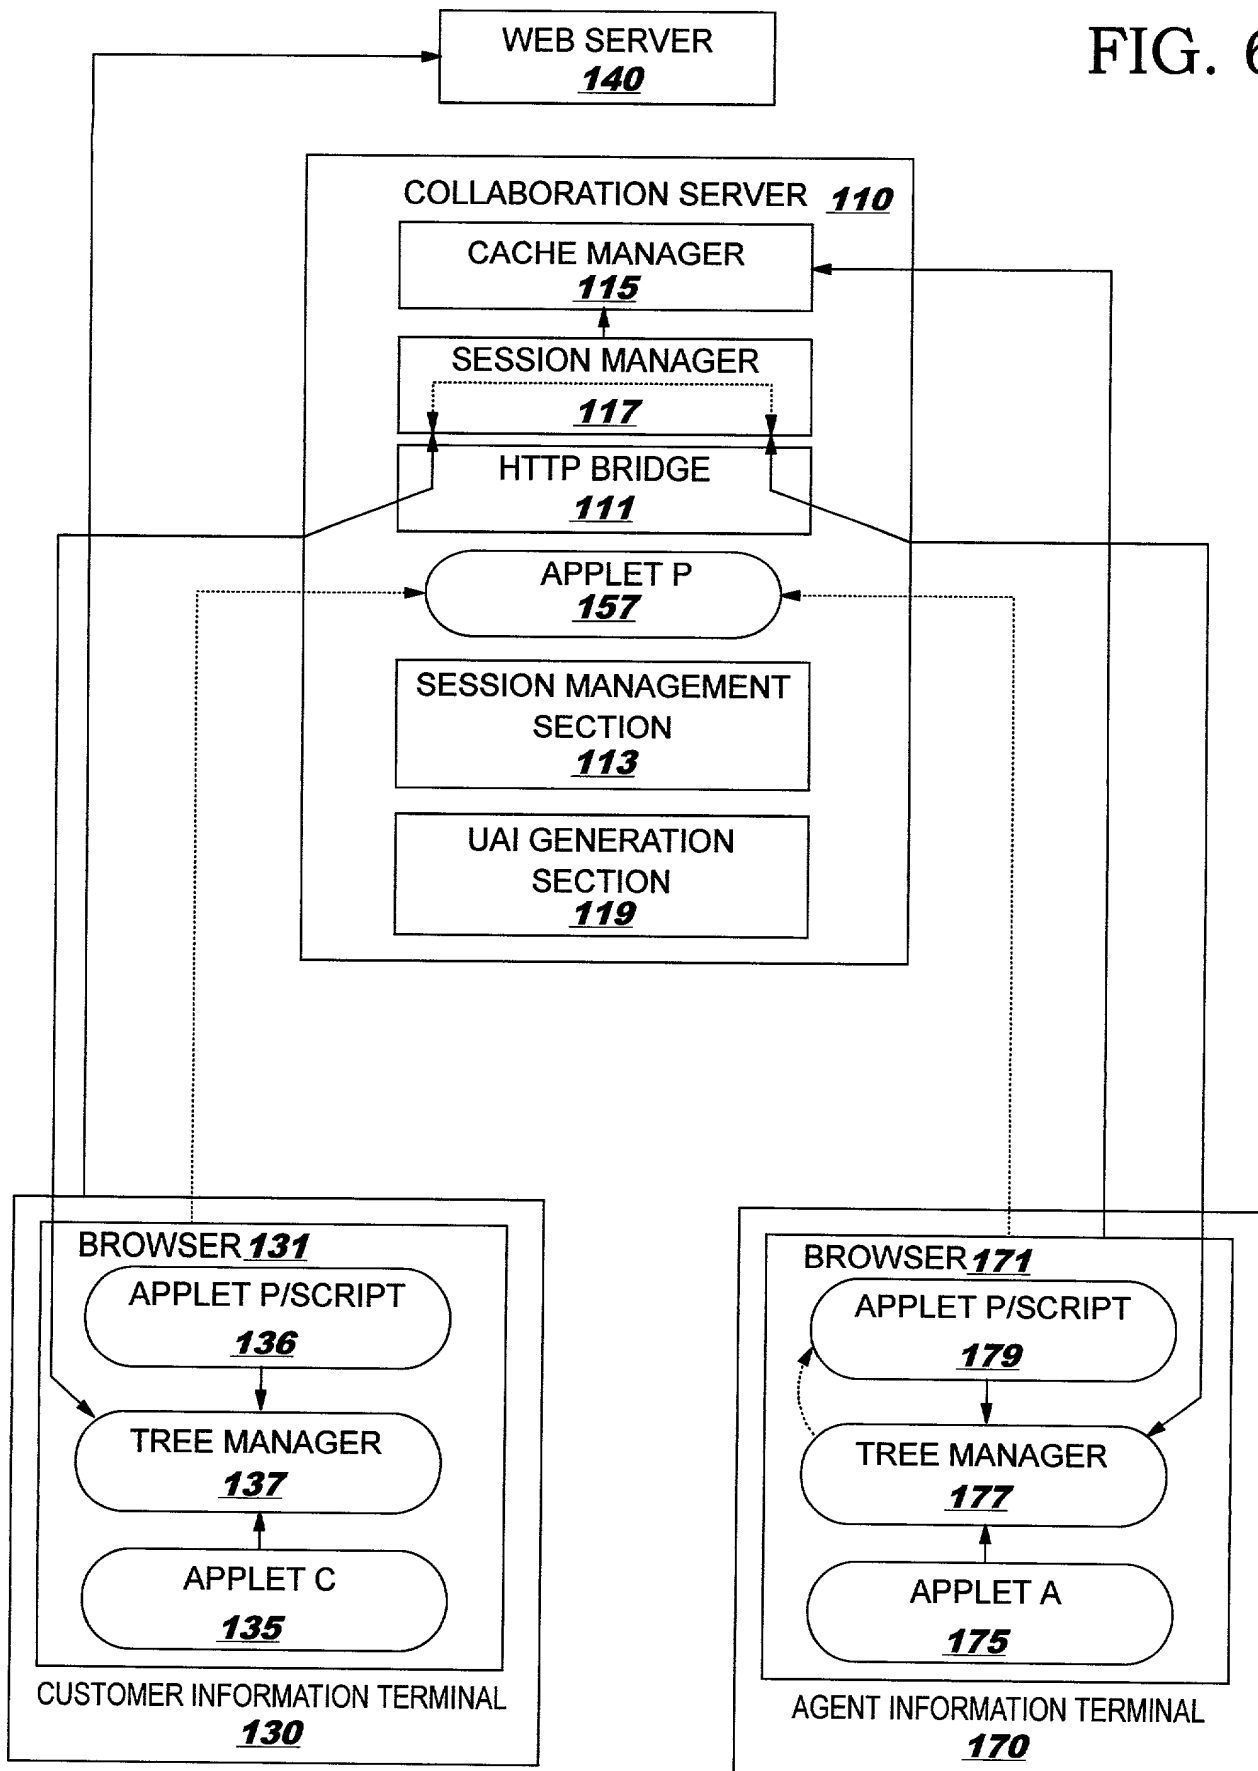 FIG. 6
WEB SERVER
140
COLLABORATION SERVER 110
CACHE MANAGER
115
SESSION MANAGER
117
HTTP BRIDGE
111
APPLET P
157
SESSION MANAGEMENT
SECTION
113
UAI GENERATION
SECTION
119
BROWSER 131
APPLET P/SCRIPT
136
TREE MANAGER
137
APPLET C
135
CUSTOMER INFORMATION TERMINAL
130
BROWSER 171
APPLET P/SCRIPT
179
TREE MANAGER
177
APPLET A
175
AGENT INFORMATION TERMINAL
170